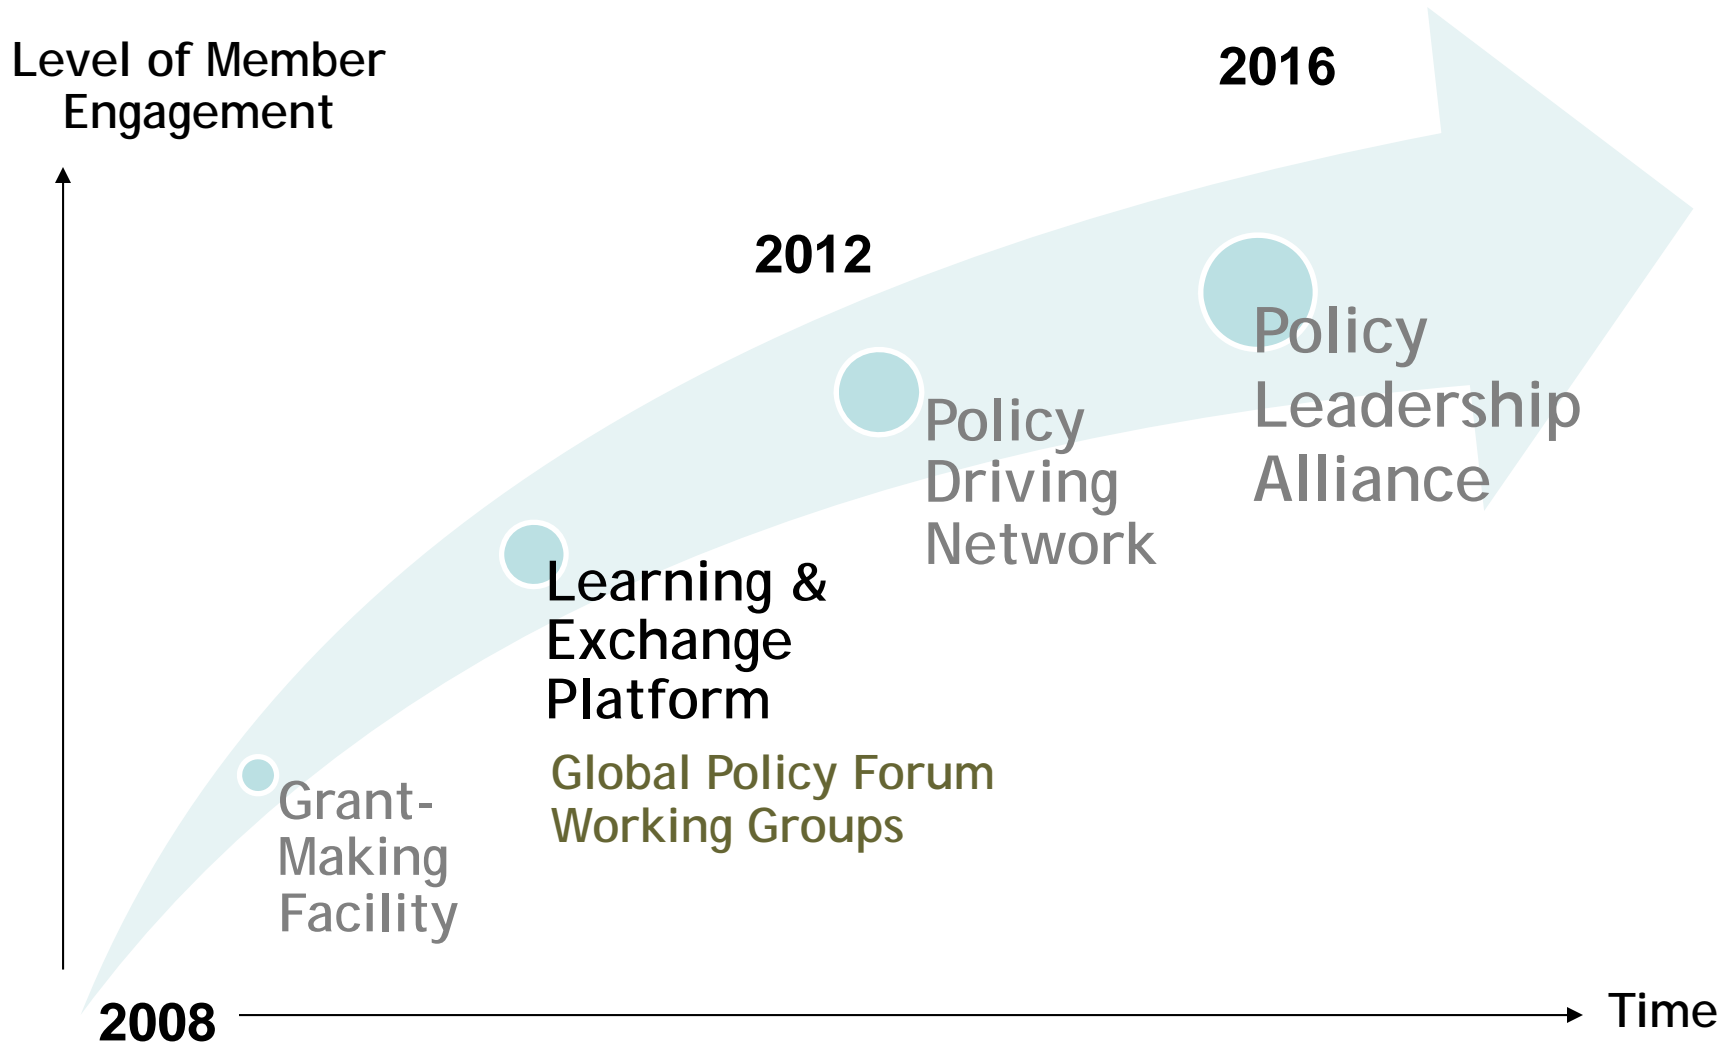 Level of Member
Engagement
2016
2012
Policy
Leadership
Alliance
Policy
Driving
Network
Learning &
Exchange
Platform
Global Policy Forum
Working Groups
Grant-
Making
Facility
2008
Time